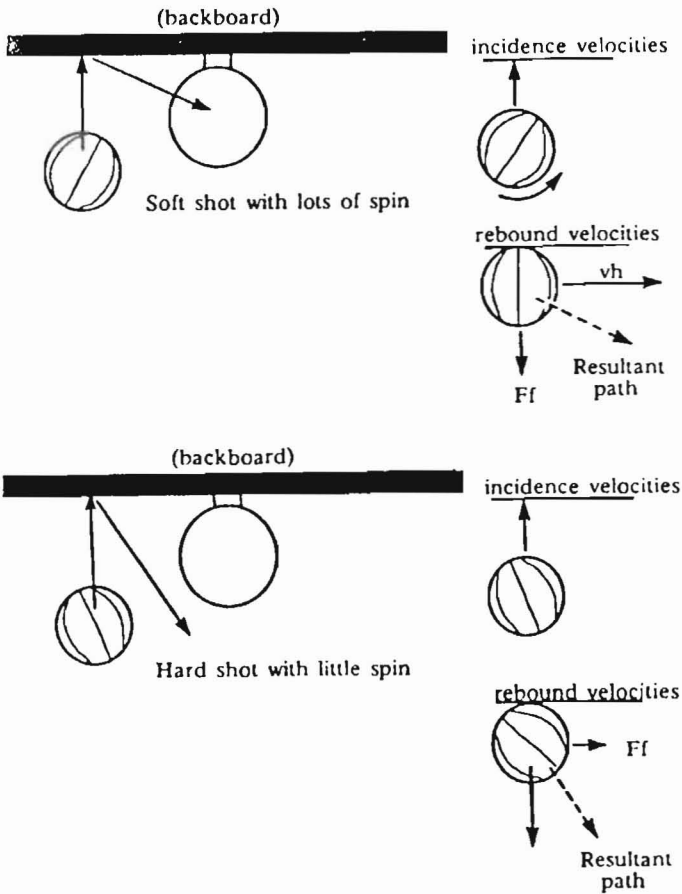 (backboard)
incidence velocities
Soft shot with lots of spin
rebound velocities
vh
Resultant
path
Ff
(backboard)
incidence velocities
Hard shot with little spin
rebound velocities
Ff
Resultant
path